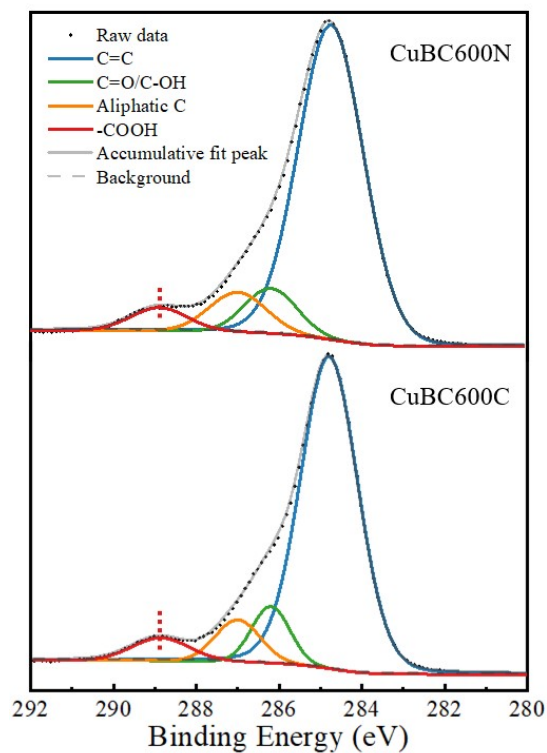 Raw data
C=C
C=O/C-OH
Aliphatic C
-COOH
Accumulative fit peak
Background
CuBC600N
CuBC600C
292 290 288 286 284 282 280
Binding Energy (eV)